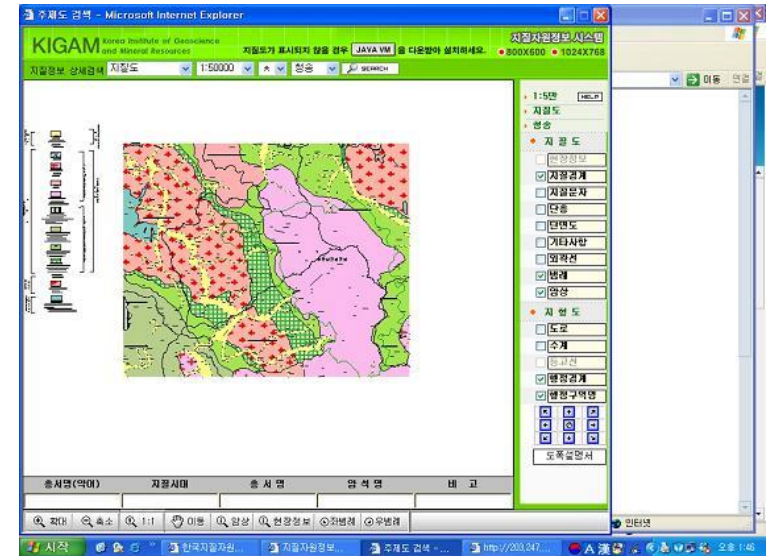 주제도 검색 - Microsoft Internet Explorer
KIGAM Korea Institute of Geoscience and Mineral Resources
지질도가 표시되지 않을 경우 JAVA VM 을 다운받아 설치하세요.
지질자원정보 시스템
800X600 1024X768
지질정보 상세검색 지질도 1:50000 청송 SEARCH
이동 연결
1:5만 HELP
지질도
청송
지 질 도
현장정보
지질경계
지질문자
단층
단면도
기타사항
외곽선
범례
암상
지 형 도
도로
수계
등고선
행정경계
행정구역명
도폭설명서
층서명(약어) 지질시대 층 서 명 암 석 명 비 고
확대 축소 1:1 이동 암상 현장정보 좌범례 우범례
인터넷
시작 한국지질자원... 지질자원정보... 주제도 검색 - ... http://203,247,... A 漢 오후 1:46